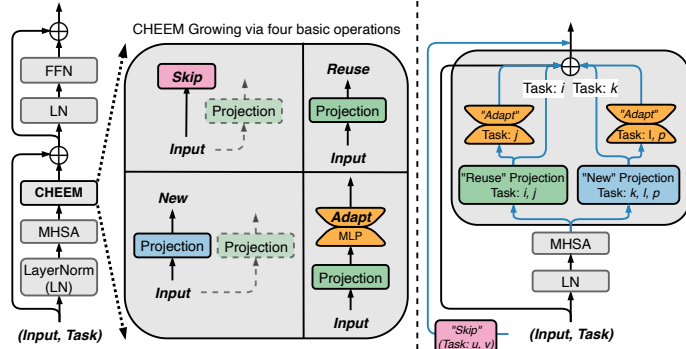 CHEEM Growing via four basic operations
FFN
LN
CHEEM
MHSA
LayerNorm
(LN)
(Input, Task)
Skip
Projection
Input
Reuse
Projection
Input
New
Projection
Projection
Input
Adapt
MLP
Projection
Input
Task: i
Task: k
"Adapt"
Task: j
"Adapt"
Task: l, p
"Reuse" Projection
Task: i, j
"New" Projection
Task: k, l, p
MHSA
LN
"Skip"
(Task: u, v)
(Input, Task)